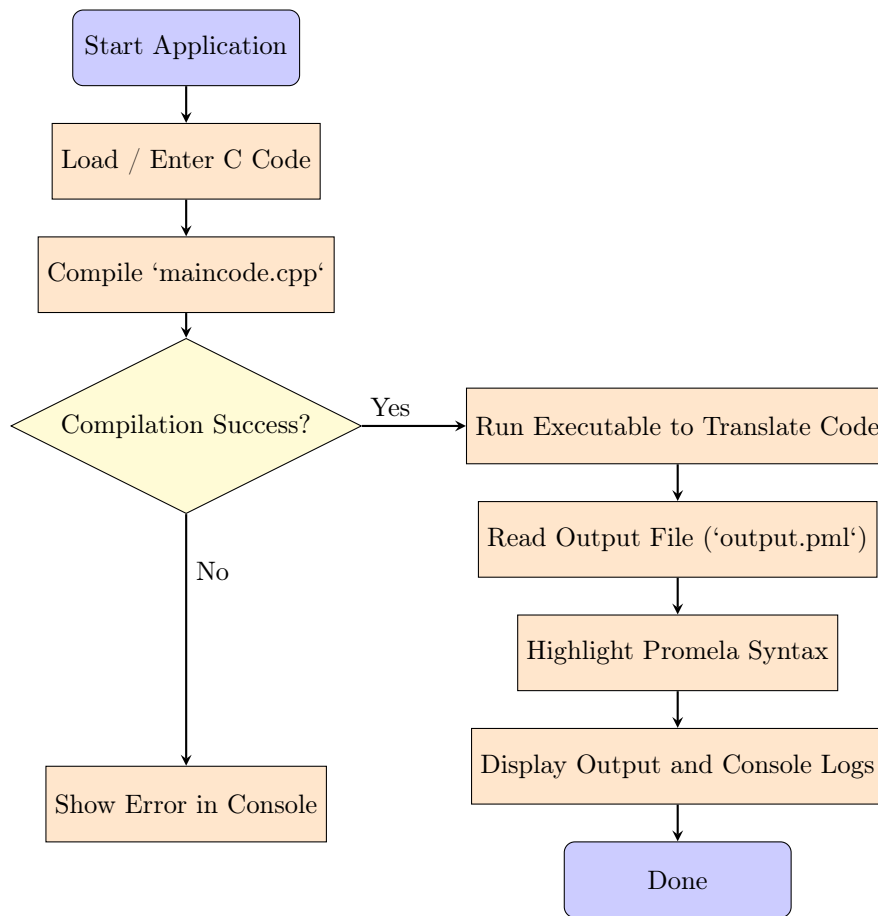 Start Application
Load / Enter C Code
Compile ‘maincode.cpp‘
Compilation Success?
Yes
No
Show Error in Console
Run Executable to Translate Code
Read Output File (‘output.pml‘)
Highlight Promela Syntax
Display Output and Console Logs
Done